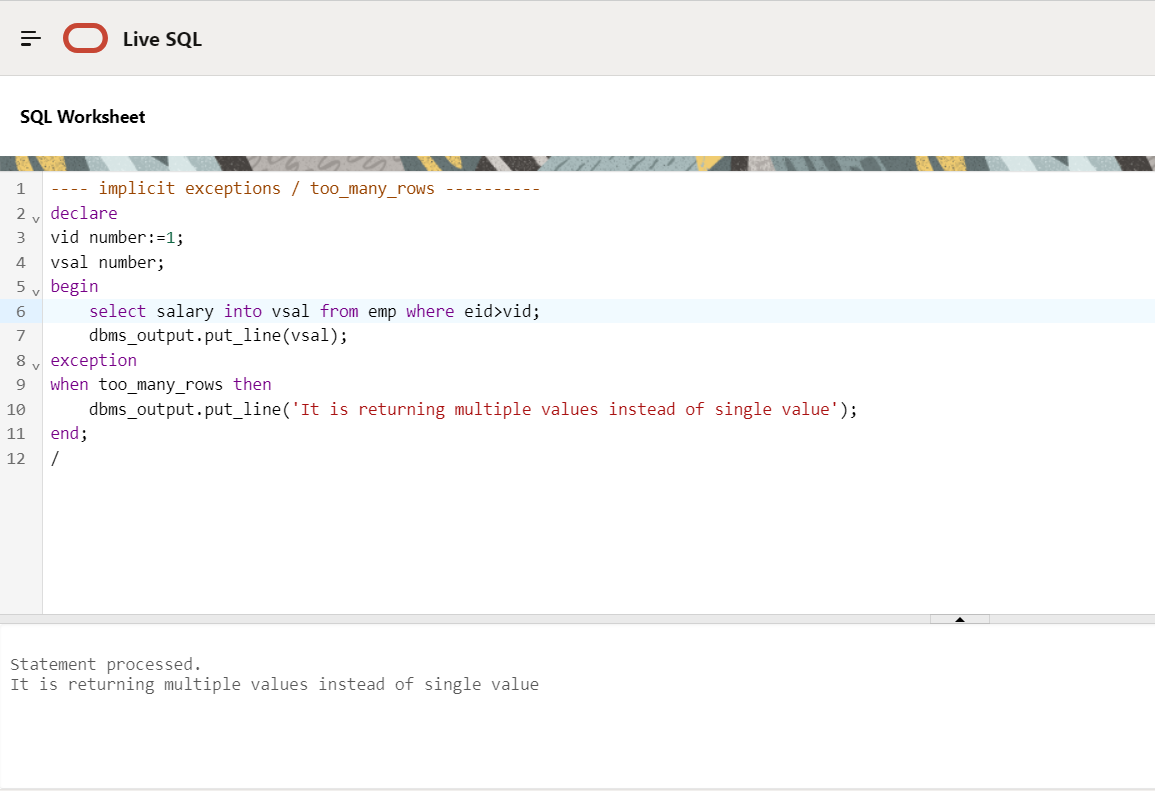 Live SQL
SQL Worksheet
1 ---- implicit exceptions / too_many_rows ----------
2 declare
3 vid number:=1;
4 vsal number;
5 begin
6     select salary into vsal from emp where eid>vid;
7     dbms_output.put_line(vsal);
8 exception
9 when too_many_rows then
10     dbms_output.put_line('It is returning multiple values instead of single value');
11 end;
12 /
Statement processed.
It is returning multiple values instead of single value